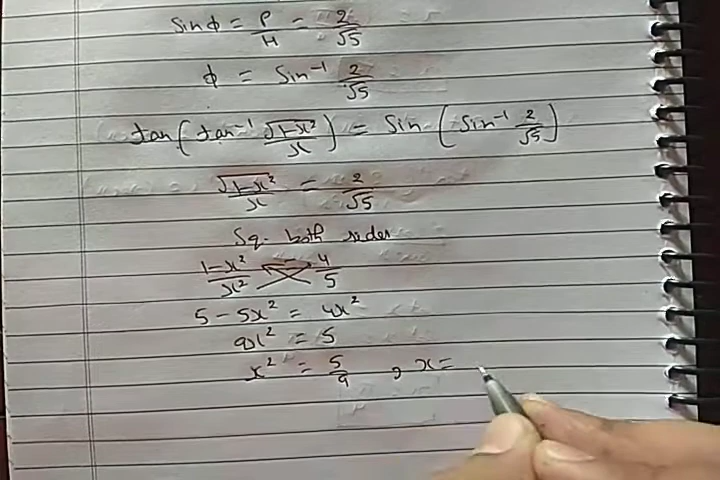 sinϕ = P/H = 2/√5
ϕ = Sin⁻¹ 2/√5
tan(tan⁻¹ √1-x²/x) = Sin(Sin⁻¹ 2/√5)
√1-x²/x = 2/√5
Sq. both sides
1-x²/x² = 4/5
5-5x² = 4x²
9x² = 5
x² = 5/9 , x=